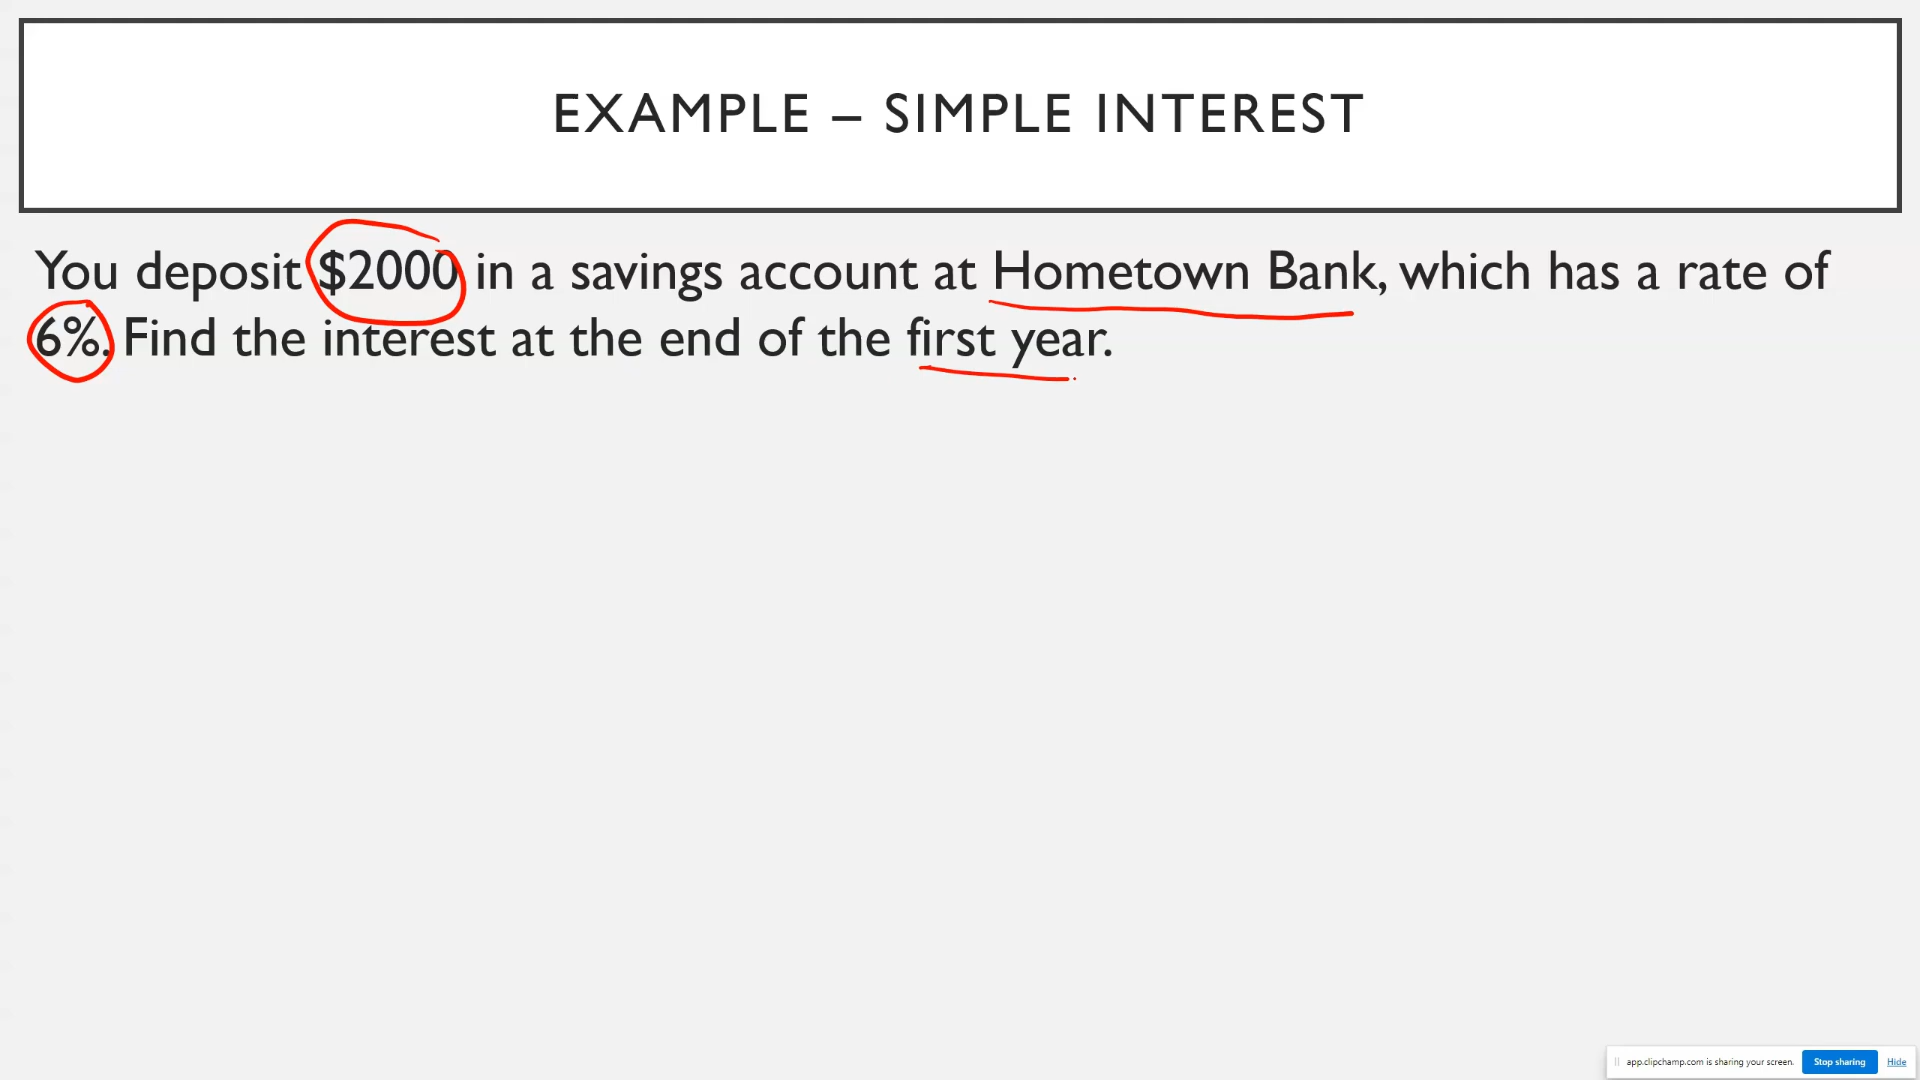 EXAMPLE – SIMPLE INTEREST
You deposit $2000 in a savings account at Hometown Bank, which has a rate of
6%. Find the interest at the end of the first year.
app.clipchamp.com is sharing your screen. Stop sharing Hide